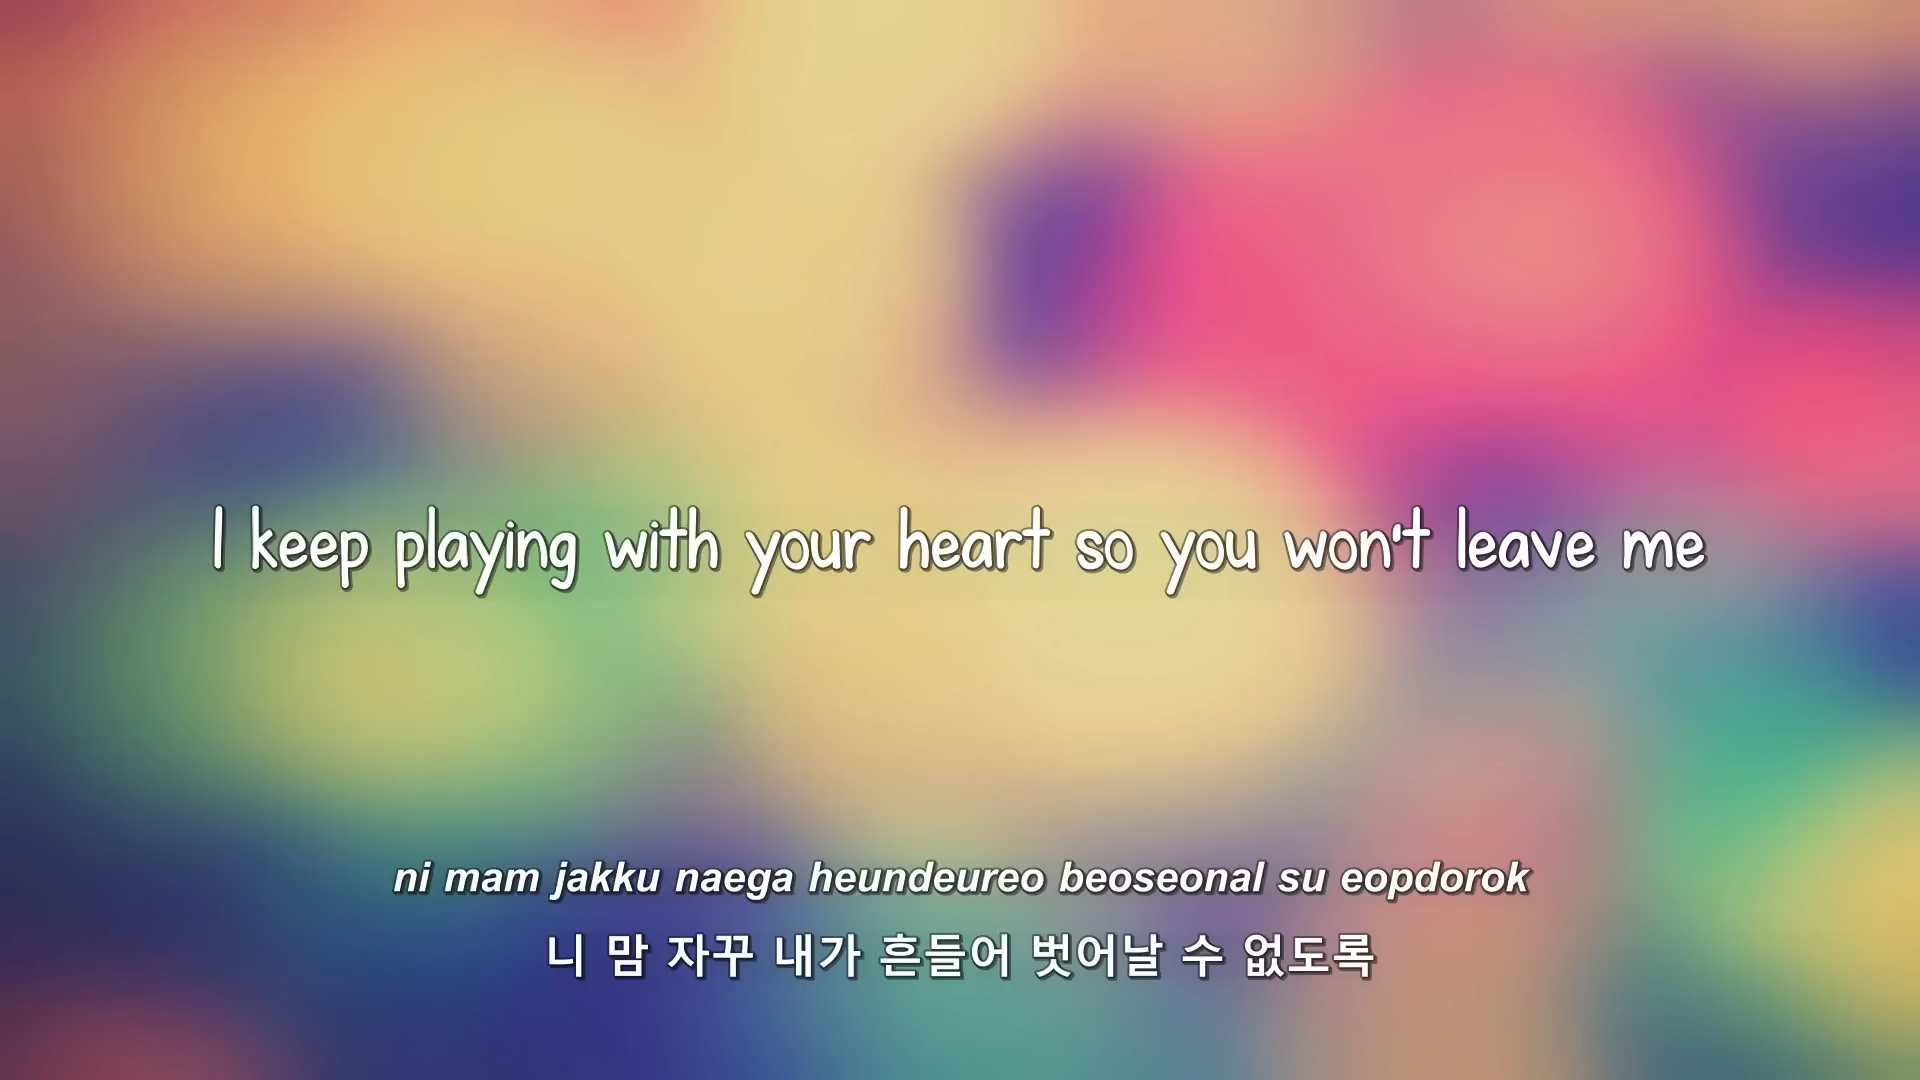 I keep playing with your heart so you won't leave me
ni mam jakku naega heundeureo beoseonal su eopdorok
니 맘 자꾸 내가 흔들어 벗어날 수 없도록